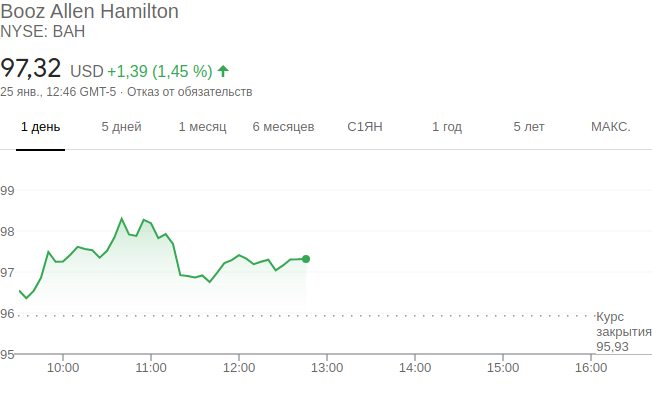 Booz Allen Hamilton
NYSE: BAH
97,32 USD +1,39 (1,45 %)
25 янв., 12:46 GMT-5 · Отказ от обязательств
1 день 5 дней 1 месяц 6 месяцев С1ЯН 1 год 5 лет МАКС.
99
98
97
96
Курс
закрытия
95,93
95
10:00 11:00 12:00 13:00 14:00 15:00 16:00